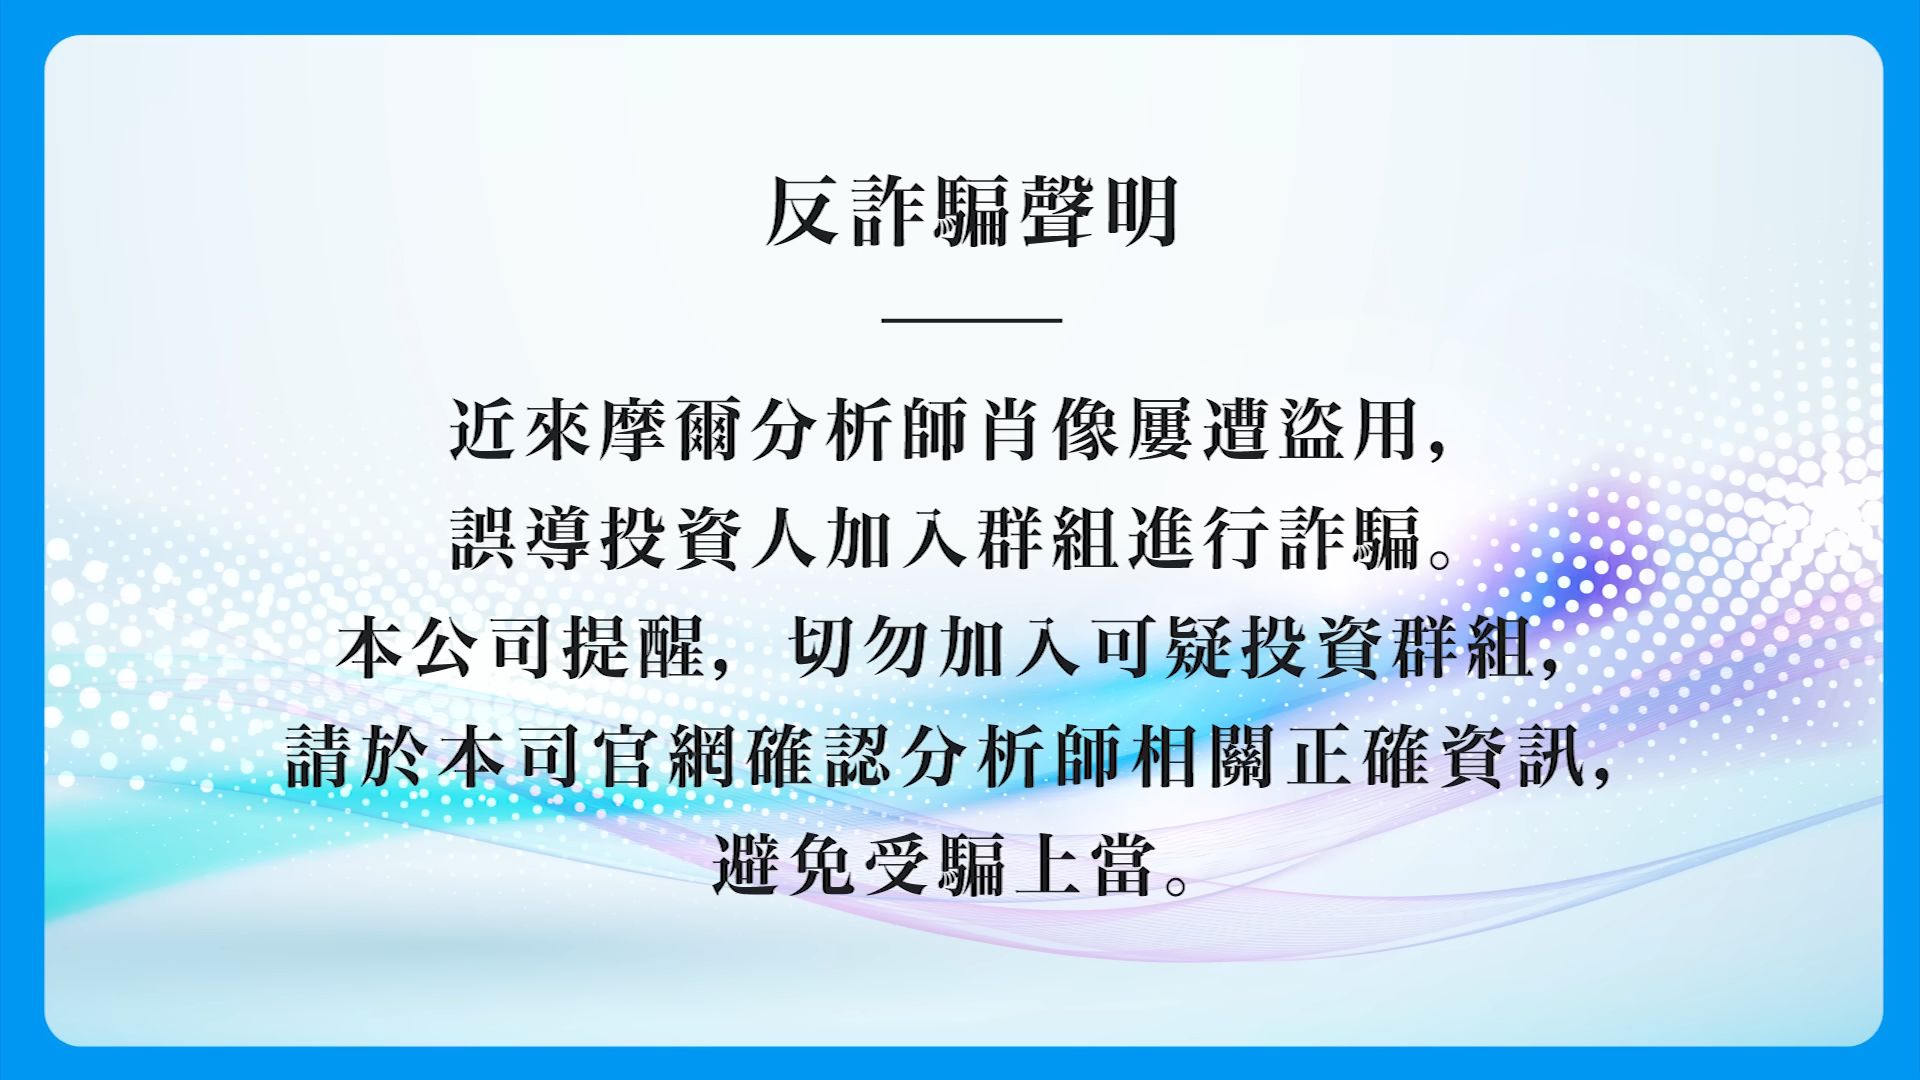 反詐騙聲明
近來摩爾分析師肖像屢遭盜用，
誤導投資人加入群組進行詐騙。
本公司提醒，切勿加入可疑投資群組，
請於本司官網確認分析師相關正確資訊，
避免受騙上當。